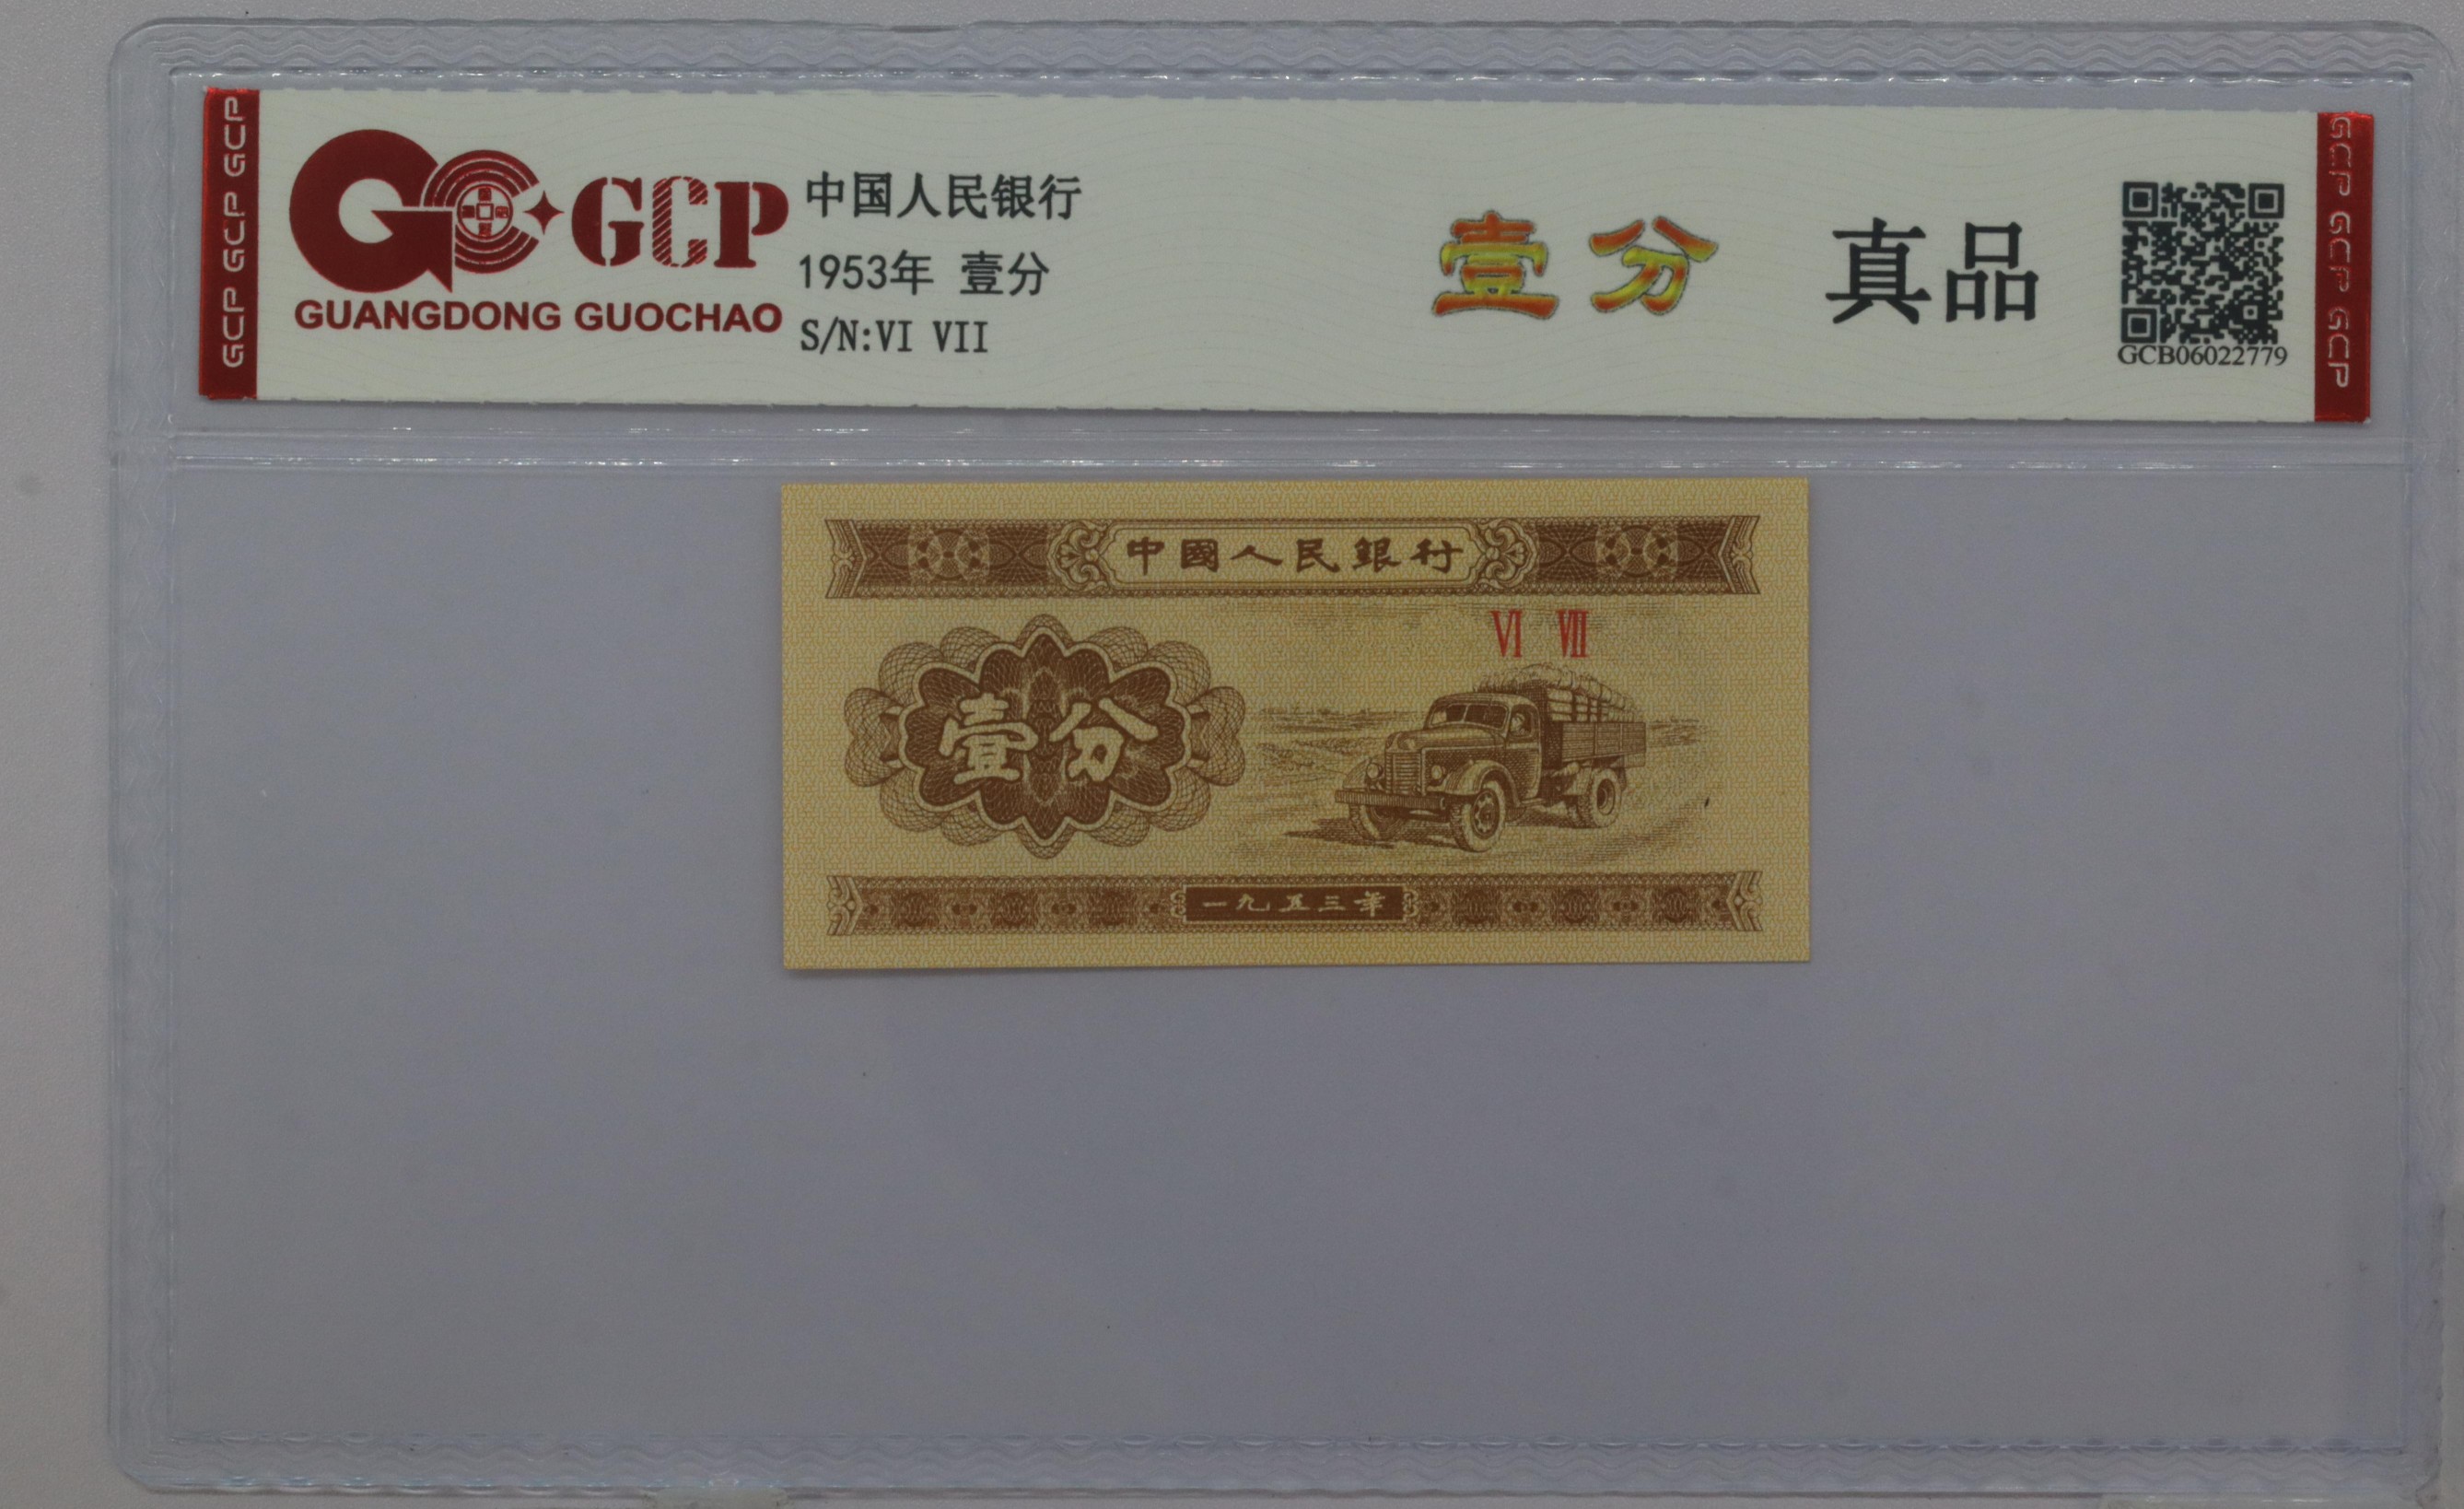 GCP GCP GCP
GCP
GUANGDONG GUOCHAO
中国人民银行
1953年 壹分
S/N:VI VII
壹分
真品
GCB06022779
GCP GCP GCP
中國人民銀行
VI VII
壹分
一九五三年